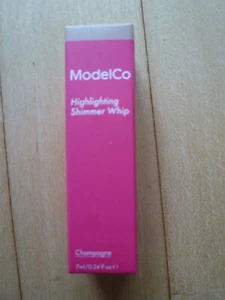 ModelCo
Highlighting
Shimmer Whip
Champagne
7ml/0.24 fl oz ℮